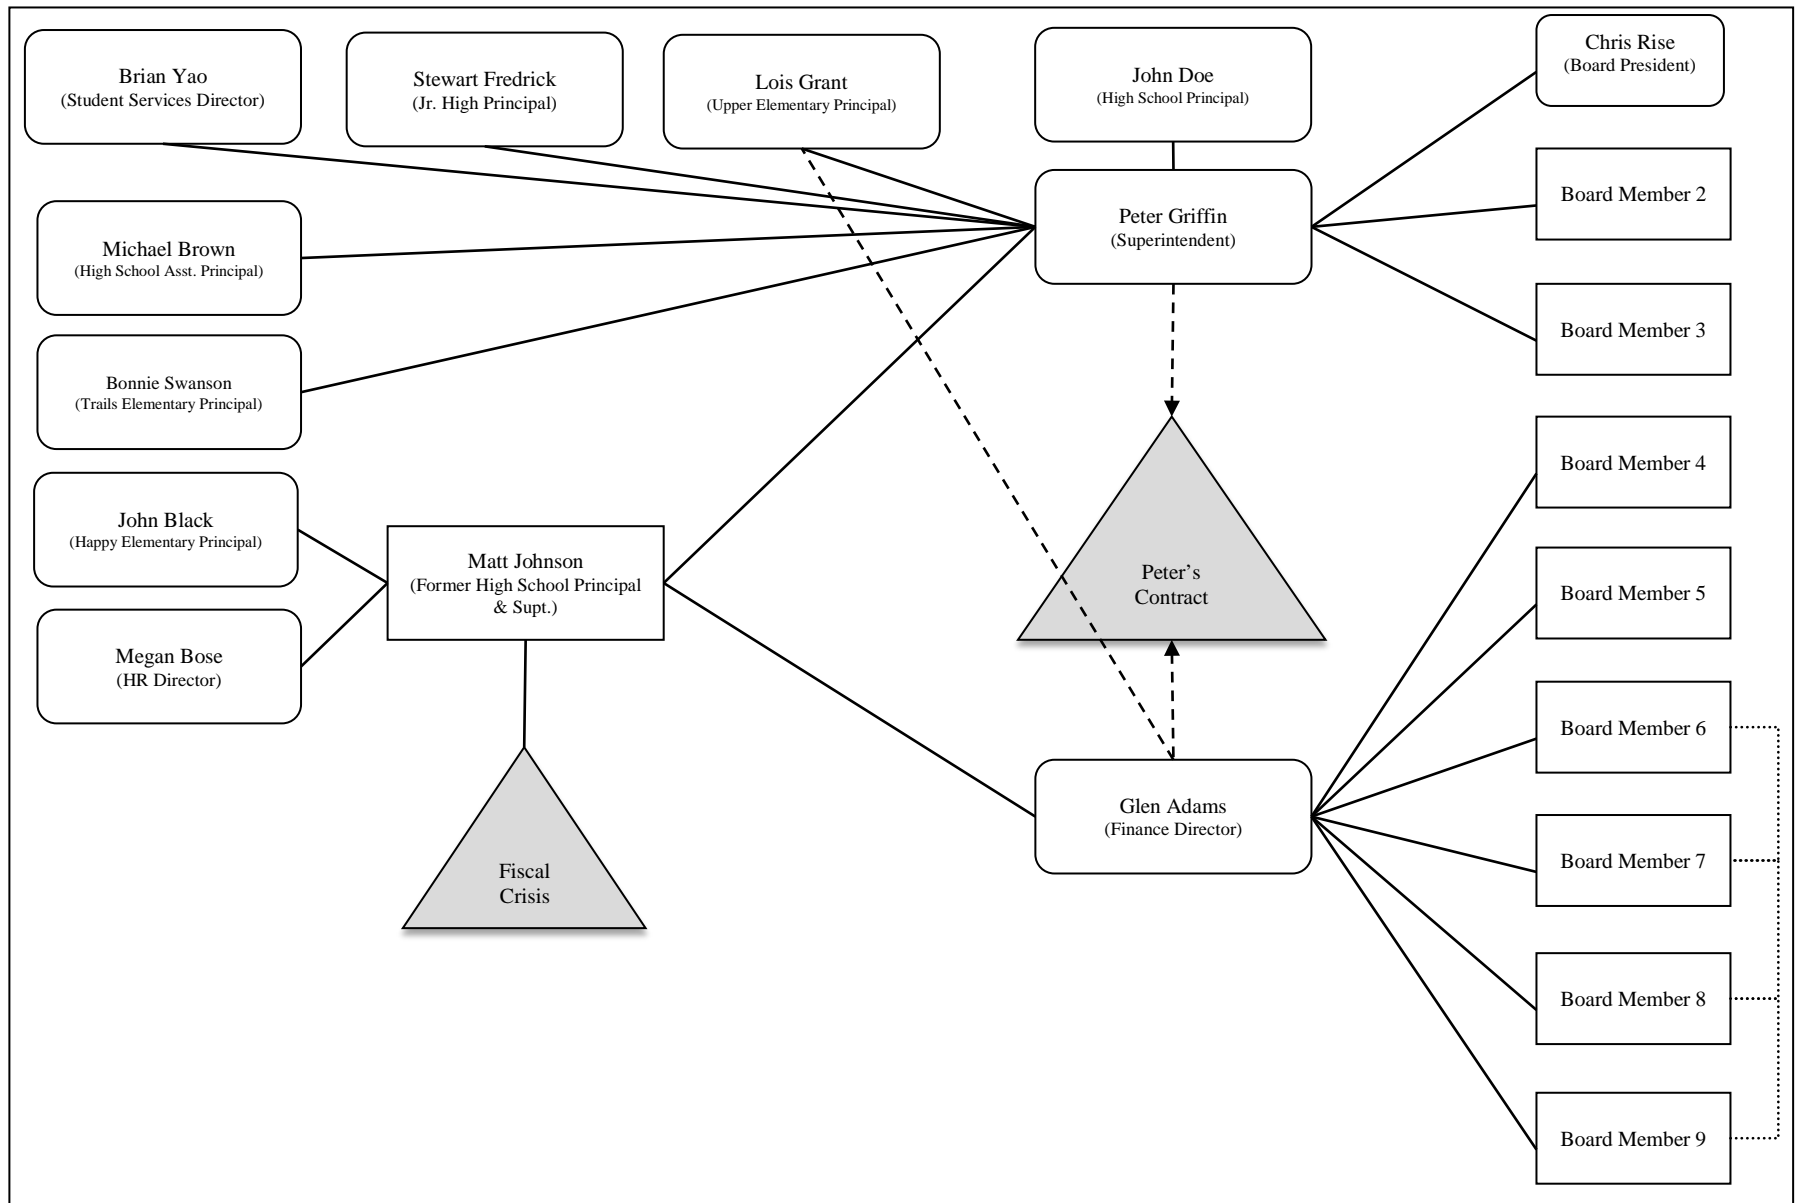 Brian Yao
(Student Services Director)
Stewart Fredrick
(Jr. High Principal)
Lois Grant
(Upper Elementary Principal)
John Doe
(High School Principal)
Chris Rise
(Board President)
Michael Brown
(High School Asst. Principal)
Peter Griffin
(Superintendent)
Board Member 2
Board Member 3
Bonnie Swanson
(Trails Elementary Principal)
Board Member 4
John Black
(Happy Elementary Principal)
Matt Johnson
(Former High School Principal
& Supt.)
Peter’s
Contract
Board Member 5
Megan Bose
(HR Director)
Board Member 6
Glen Adams
(Finance Director)
Board Member 7
Fiscal
Crisis
Board Member 8
Board Member 9